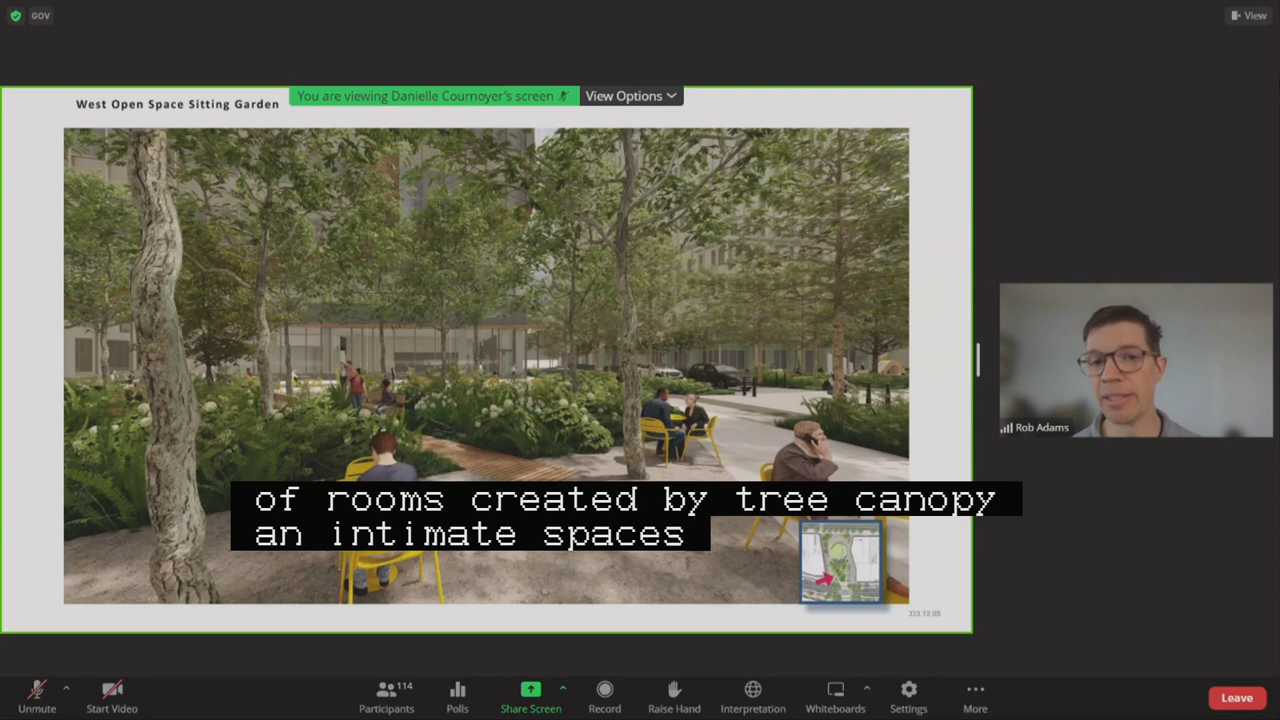 GOV
View
West Open Space Sitting Garden
You are viewing Danielle Cournoyer's screen
View Options
Rob Adams
of rooms created by tree canopy
an intimate spaces
Unmute
Start Video
114
Participants
Polls
Share Screen
Record
Raise Hand
Interpretation
Whiteboards
Settings
More
Leave